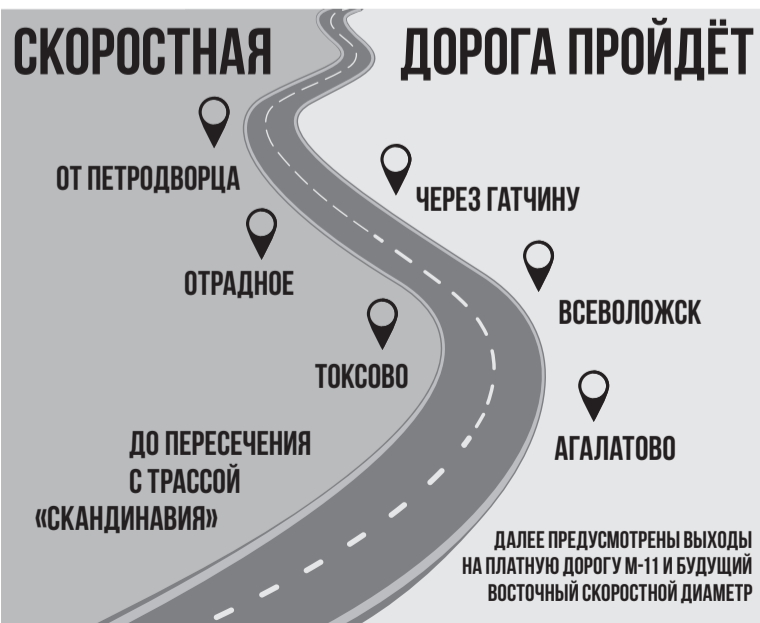 СКОРОСТНАЯ ДОРОГА ПРОЙДЁТ
ОТ ПЕТРОДВОРЦА
ЧЕРЕЗ ГАТЧИНУ
ОТРАДНОЕ
ВСЕВОЛОЖСК
ТОКСОВО
АГАЛАТОВО
ДО ПЕРЕСЕЧЕНИЯ
С ТРАССОЙ
«СКАНДИНАВИЯ»
ДАЛЕЕ ПРЕДУСМОТРЕНЫ ВЫХОДЫ
НА ПЛАТНУЮ ДОРОГУ М-11 И БУДУЩИЙ
ВОСТОЧНЫЙ СКОРОСТНОЙ ДИАМЕТР